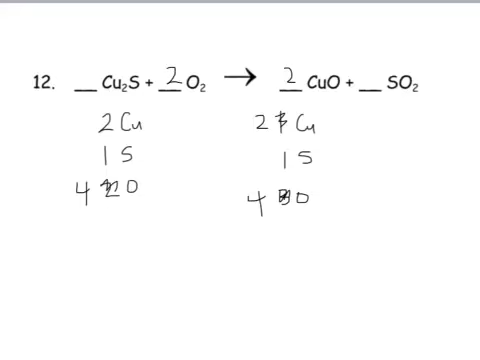 12. __ Cu₂S + 2 O₂ → 2 CuO + __ SO₂
2 Cu 2 Cu
1 S 1 S
4 O 4 O